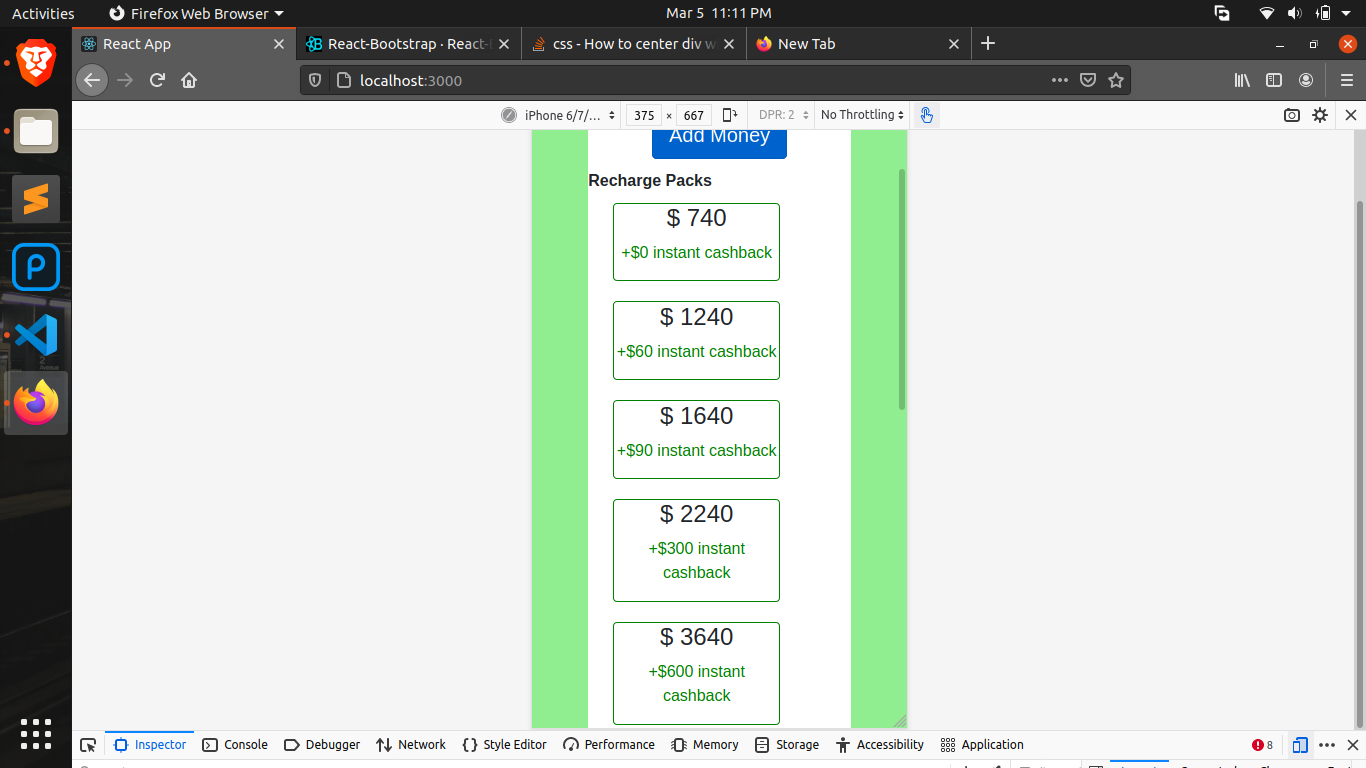 Activities
Firefox Web Browser
Mar 5 11:11 PM
React App
React-Bootstrap · React-
css - How to center div w
New Tab
localhost:3000
iPhone 6/7/...
375 × 667
DPR: 2
No Throttling
Add Money
Recharge Packs
$ 740
+$0 instant cashback
$ 1240
+$60 instant cashback
$ 1640
+$90 instant cashback
$ 2240
+$300 instant
cashback
$ 3640
+$600 instant
cashback
Inspector
Console
Debugger
Network
Style Editor
Performance
Memory
Storage
Accessibility
Application
8